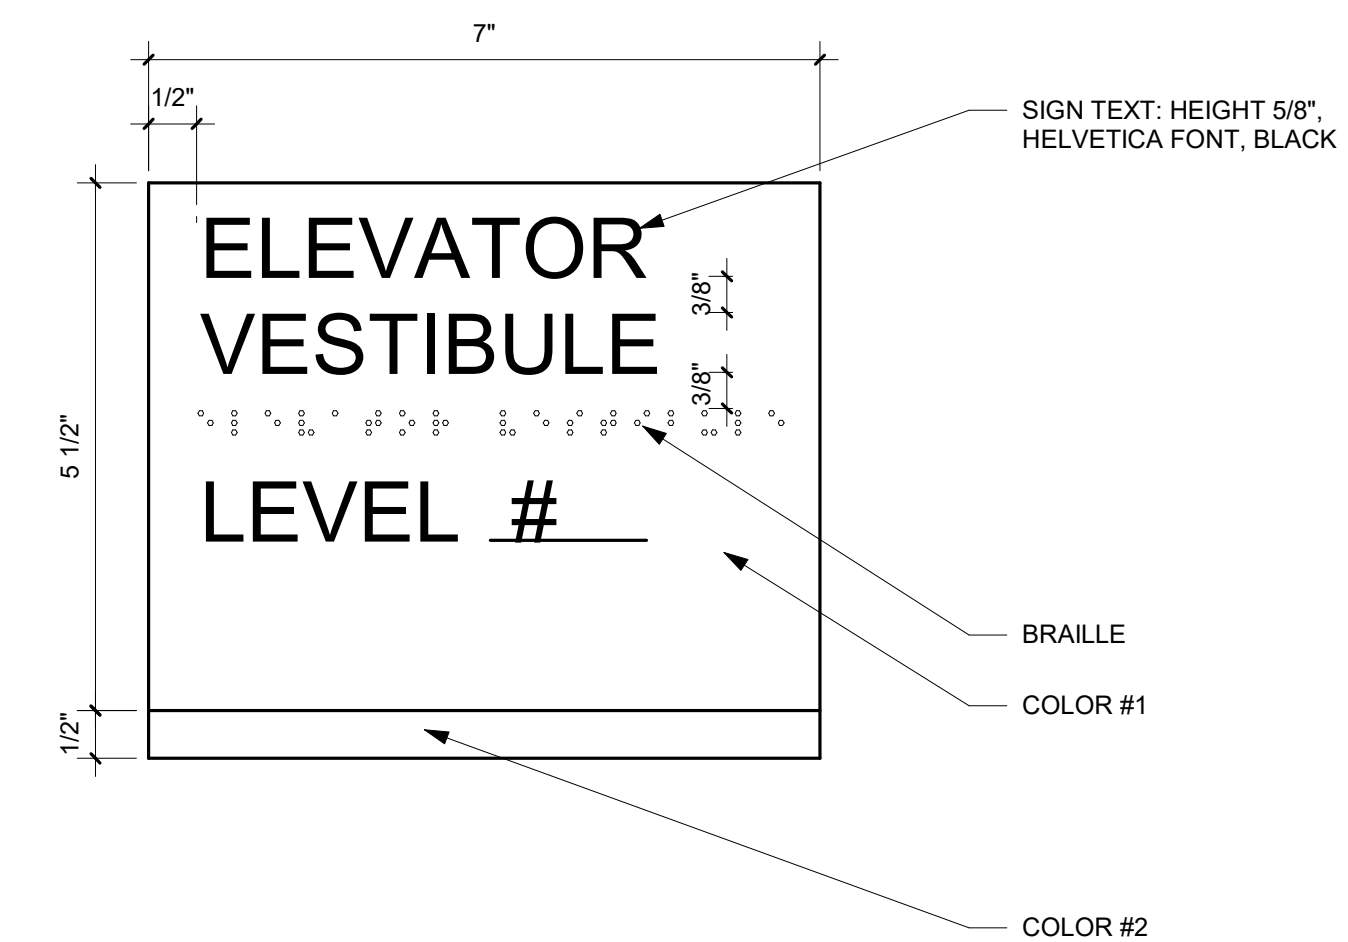 7"
1/2"
SIGN TEXT: HEIGHT 5/8",
HELVETICA FONT, BLACK
ELEVATOR
3/8"
VESTIBULE
3/8"
5 1/2"
LEVEL #
BRAILLE
COLOR #1
1/2"
COLOR #2